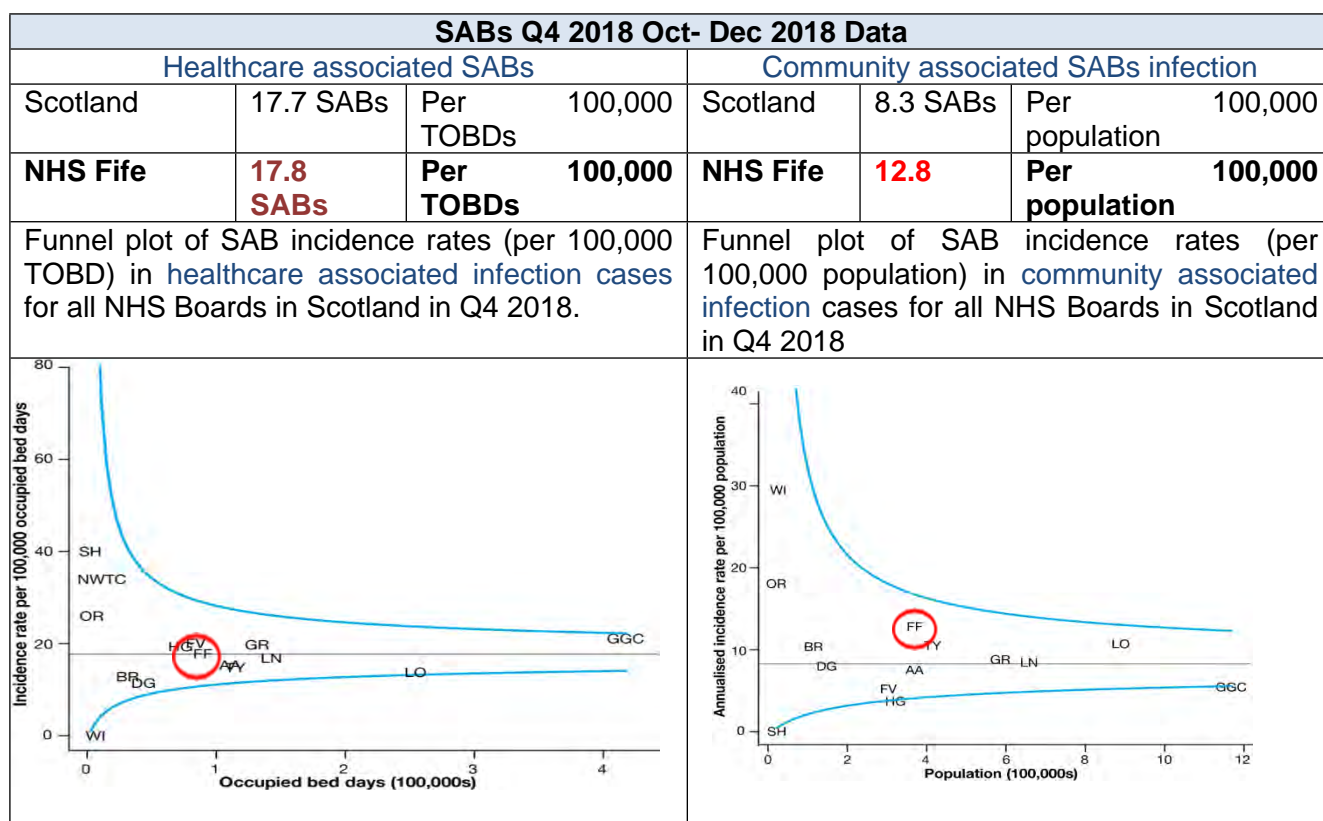 SABs Q4 2018 Oct- Dec 2018 Data
Healthcare associated SABs
Community associated SABs infection
Scotland
17.7 SABs
Per 100,000
TOBDs
Scotland
8.3 SABs
Per 100,000
population
NHS Fife
17.8
SABs
Per 100,000
TOBDs
NHS Fife
12.8
Per 100,000
population
Funnel plot of SAB incidence rates (per 100,000
TOBD) in healthcare associated infection cases
for all NHS Boards in Scotland in Q4 2018.
Funnel plot of SAB incidence rates (per
100,000 population) in community associated
infection cases for all NHS Boards in Scotland
in Q4 2018
Incidence rate per 100,000 occupied bed days
80
60
40
20
0
SH
NWTC
OR
HG
FV
FF
GR
GGC
AA
TY
LN
BR
DG
LO
WI
0 1 2 3 4
Occupied bed days (100,000s)
Annualised incidence rate per 100,000 population
40
30
20
10
0
WI
OR
FF
BR
TY
LO
DG
AA
GR
LN
FV
HG
GGC
SH
0 2 4 6 8 10 12
Population (100,000s)